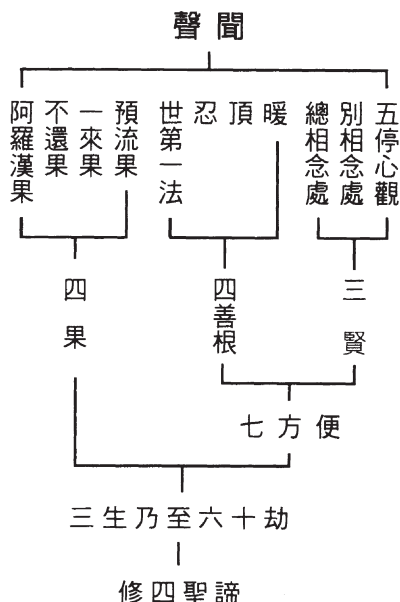 聲聞
五停心觀
別相念處
總相念處
暖
頂
忍
世第一法
預流果
一來果
不還果
阿羅漢果
三賢
四善根
四果
七方便
三生乃至六十劫
修四聖諦